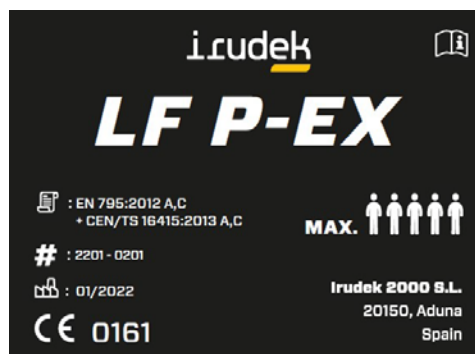 irudek
LF P-EX
: EN 795:2012 A,C
+ CEN/TS 16415:2013 A,C
MAX.
# : 2201 - 0201
: 01/2022
CE 0161
Irudek 2000 S.L.
20150, Aduna
Spain